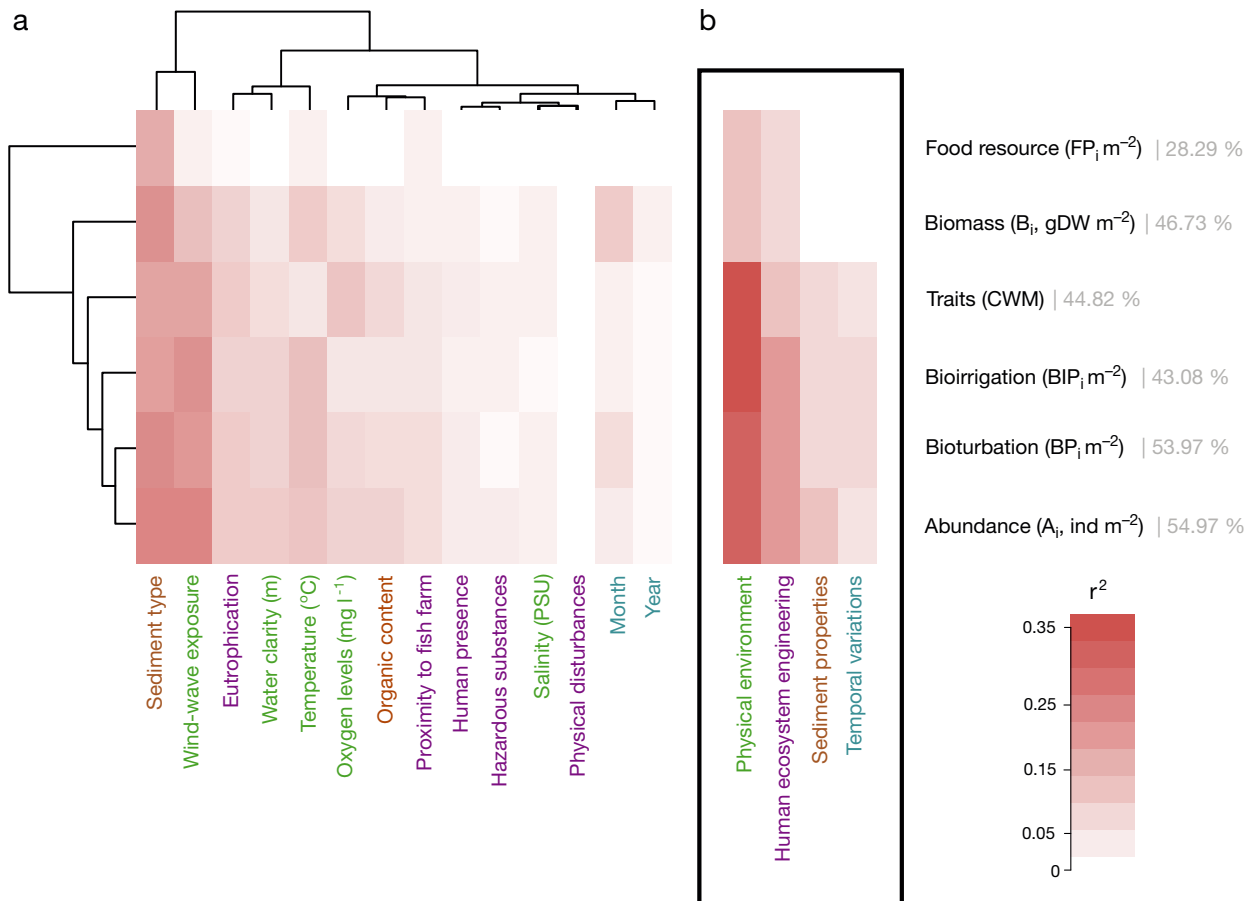 a
b
Food resource (FPᵢ m⁻²) | 28.29 %
Biomass (Bᵢ, gDW m⁻²) | 46.73 %
Traits (CWM) | 44.82 %
Bioirrigation (BIPᵢ m⁻²) | 43.08 %
Bioturbation (BPᵢ m⁻²) | 53.97 %
Abundance (Aᵢ, ind m⁻²) | 54.97 %
Sediment type
Wind-wave exposure
Eutrophication
Water clarity (m)
Temperature (°C)
Oxygen levels (mg l⁻¹)
Organic content
Proximity to fish farm
Human presence
Hazardous substances
Salinity (PSU)
Physical disturbances
Month
Year
Physical environment
Human ecosystem engineering
Sediment properties
Temporal variations
r²
0.35
0.25
0.15
0.05
0